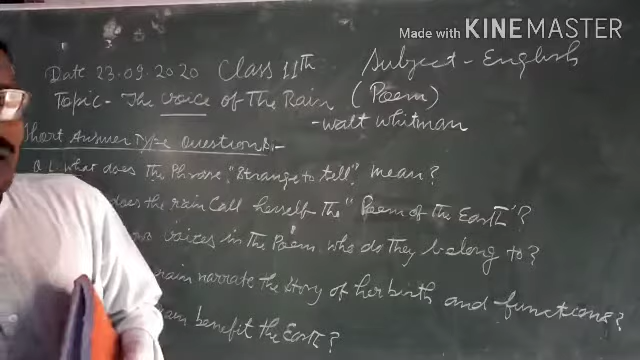 Made with KINEMASTER
Date 23.09.2020 Class 11th Subject - English
Topic - The voice of The Rain (Poem)
- Walt Whitman
Short Answer Type Question:-
Q 1. What does The Phrase, "Strange to tell" mean?
does the rain Call herself the "Poem of The Earth"?
voices in The Poem. Who do They belong to?
rain narrate the story of her birth and functions?
benefit the Earth?